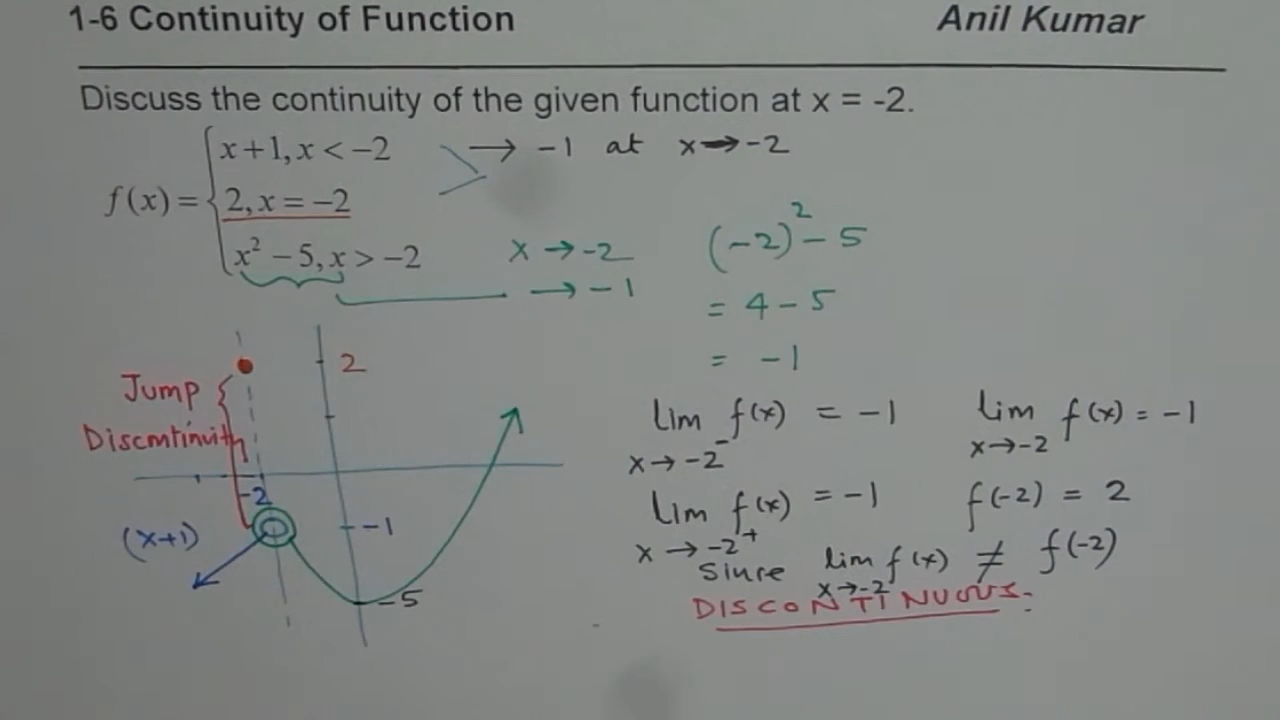 1-6 Continuity of Function
Anil Kumar
Discuss the continuity of the given function at x = -2.
f(x) = { x + 1, x < -2
2, x = -2
x² - 5, x > -2
→ -1 at x → -2
x → -2
→ -1
(-2)² - 5
= 4 - 5
= -1
2
Jump
Discmtinuity
-2
(x+1)
-1
-5
lim f(x) = -1
x → -2⁻
lim f(x) = -1
x → -2
lim f(x) = -1
x → -2⁺
f(-2) = 2
Since lim f(x) ≠ f(-2)
x → -2
DISCONTINUOUS.